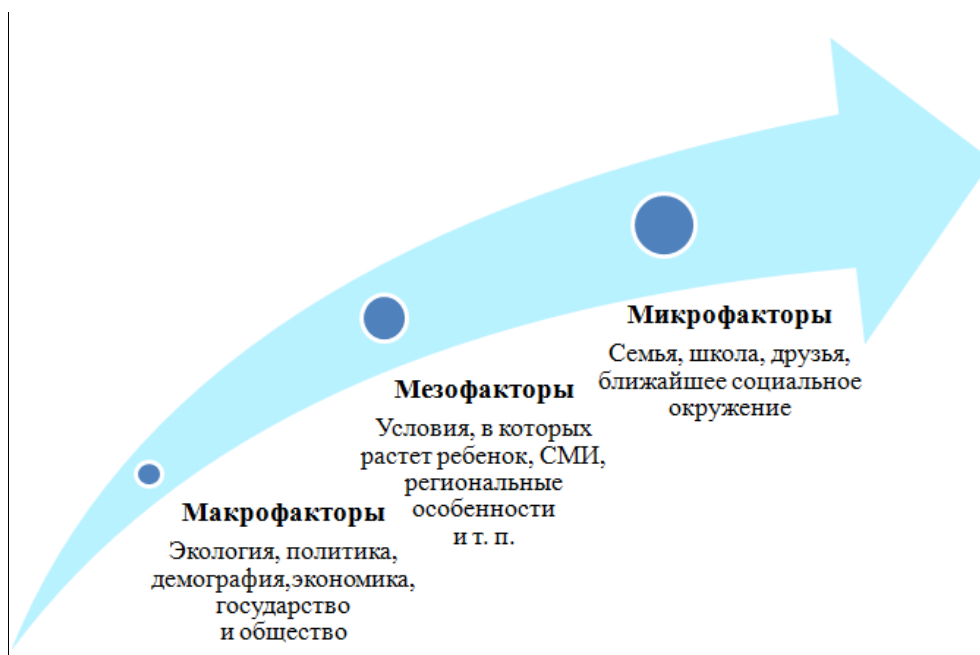 Микрофакторы
Семья, школа, друзья,
ближайшее социальное
окружение
Мезофакторы
Условия, в которых
растет ребенок, СМИ,
региональные
особенности
и т. п.
Макрофакторы
Экология, политика,
демография,экономика,
государство
и общество